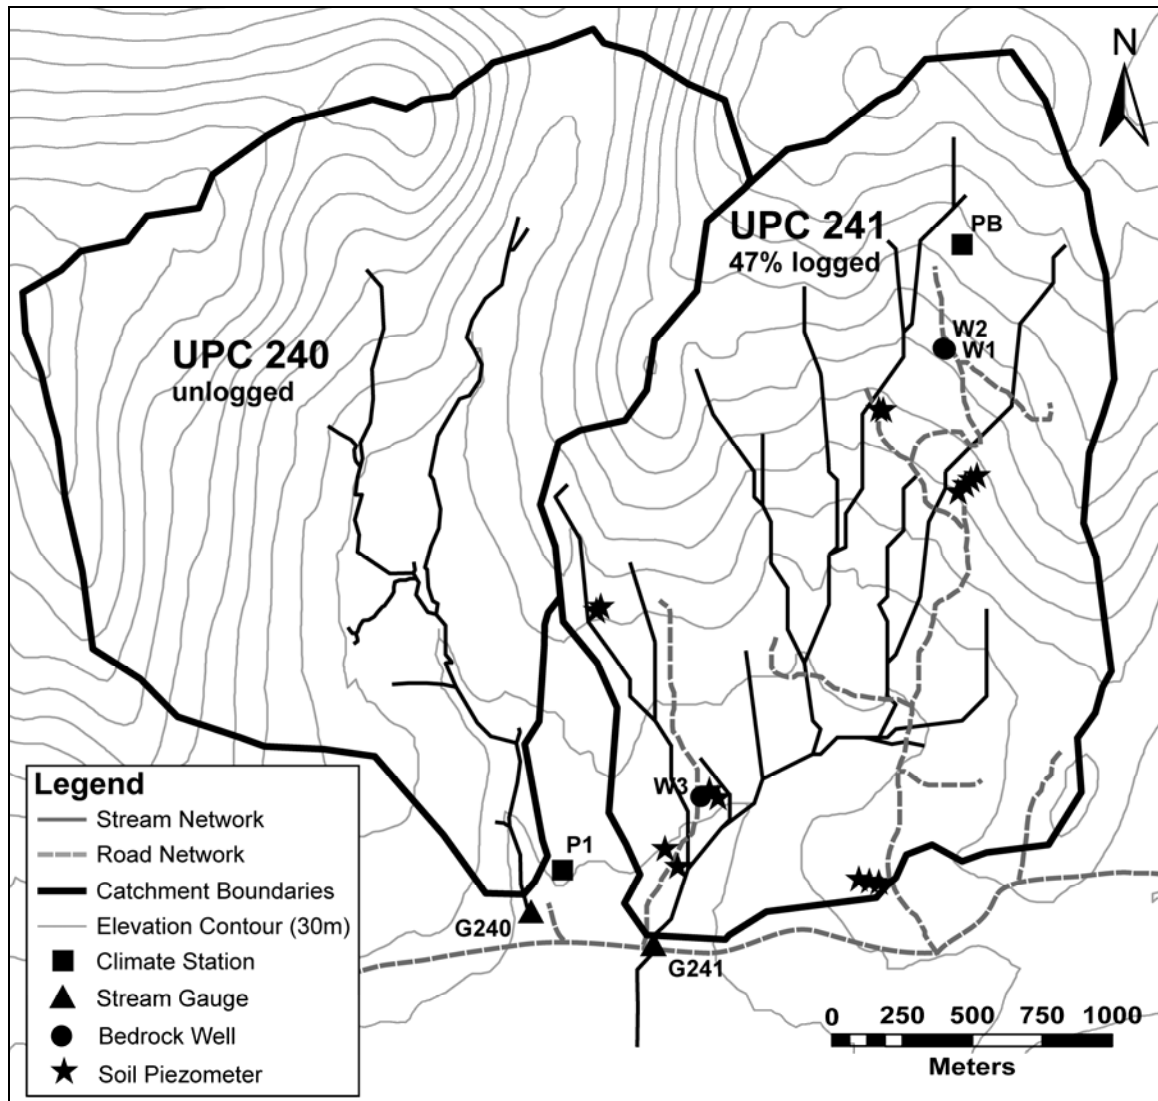 N
UPC 241
47% logged
PB
UPC 240
unlogged
W2
W1
W3
P1
G240
G241
Legend
Stream Network
Road Network
Catchment Boundaries
Elevation Contour (30m)
Climate Station
Stream Gauge
Bedrock Well
Soil Piezometer
0 250 500 750 1000
Meters